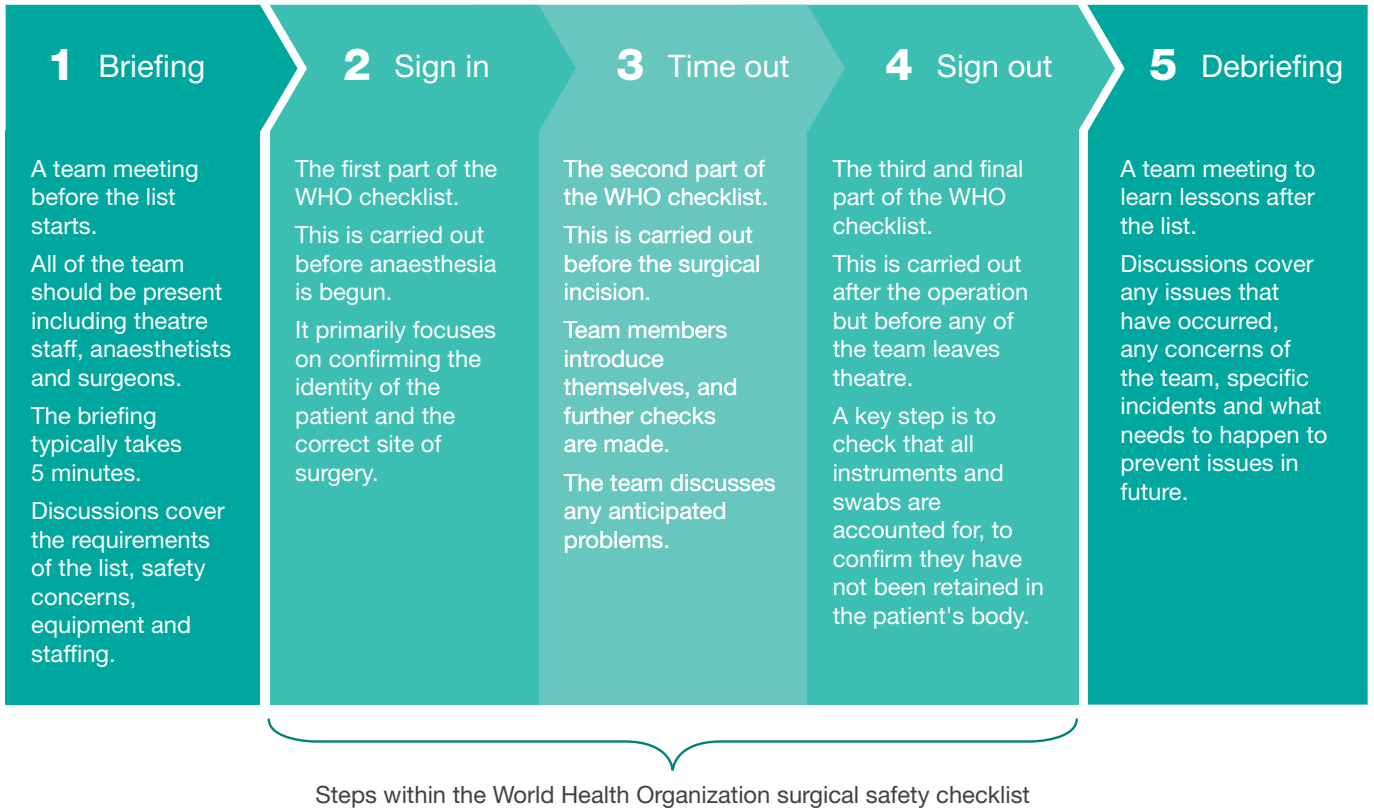 1 Briefing
A team meeting
before the list
starts.
All of the team
should be present
including theatre
staff, anaesthetists
and surgeons.
The briefing
typically takes
5 minutes.
Discussions cover
the requirements
of the list, safety
concerns,
equipment and
staffing.
2 Sign in
The first part of the
WHO checklist.
This is carried out
before anaesthesia
is begun.
It primarily focuses
on confirming the
identity of the
patient and the
correct site of
surgery.
3 Time out
The second part of
the WHO checklist.
This is carried out
before the surgical
incision.
Team members
introduce
themselves, and
further checks
are made.
The team discusses
any anticipated
problems.
4 Sign out
The third and final
part of the WHO
checklist.
This is carried out
after the operation
but before any of
the team leaves
theatre.
A key step is to
check that all
instruments and
swabs are
accounted for, to
confirm they have
not been retained in
the patient's body.
5 Debriefing
A team meeting to
learn lessons after
the list.
Discussions cover
any issues that
have occurred,
any concerns of
the team, specific
incidents and what
needs to happen to
prevent issues in
future.
Steps within the World Health Organization surgical safety checklist